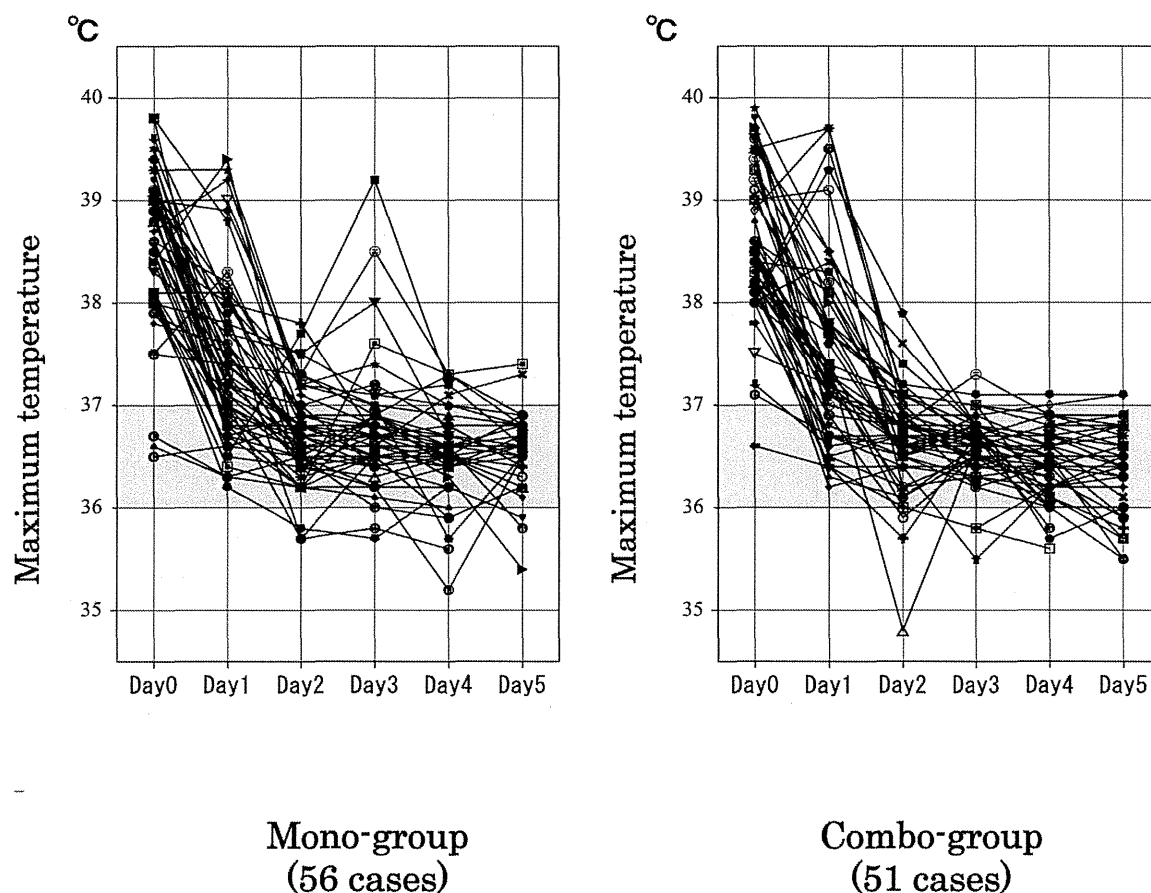 ℃
40
39
38
37
36
35
Maximum temperature
Day0 Day1 Day2 Day3 Day4 Day5
Mono-group
(56 cases)
℃
40
39
38
37
36
35
Maximum temperature
Day0 Day1 Day2 Day3 Day4 Day5
Combo-group
(51 cases)